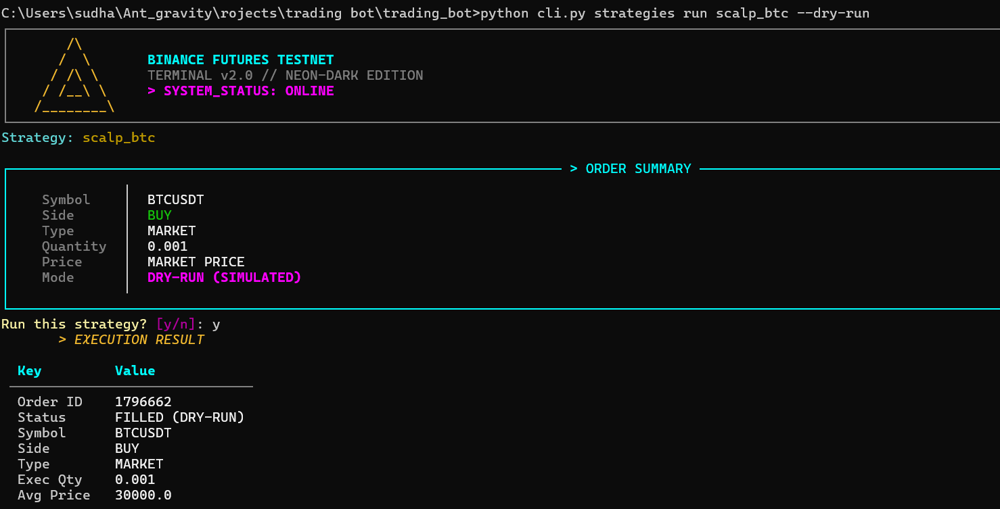 C:\Users\sudha\Ant_gravity\rojects\trading bot\trading_bot>python cli.py strategies run scalp_btc --dry-run
/\
/  \
/ /\ \
/ /__\ \
/________\
BINANCE FUTURES TESTNET
TERMINAL v2.0 // NEON-DARK EDITION
> SYSTEM_STATUS: ONLINE
Strategy: scalp_btc
> ORDER SUMMARY
Symbol BTCUSDT
Side BUY
Type MARKET
Quantity 0.001
Price MARKET PRICE
Mode DRY-RUN (SIMULATED)
Run this strategy? [y/n]: y
> EXECUTION RESULT
Key Value
Order ID 1796662
Status FILLED (DRY-RUN)
Symbol BTCUSDT
Side BUY
Type MARKET
Exec Qty 0.001
Avg Price 30000.0